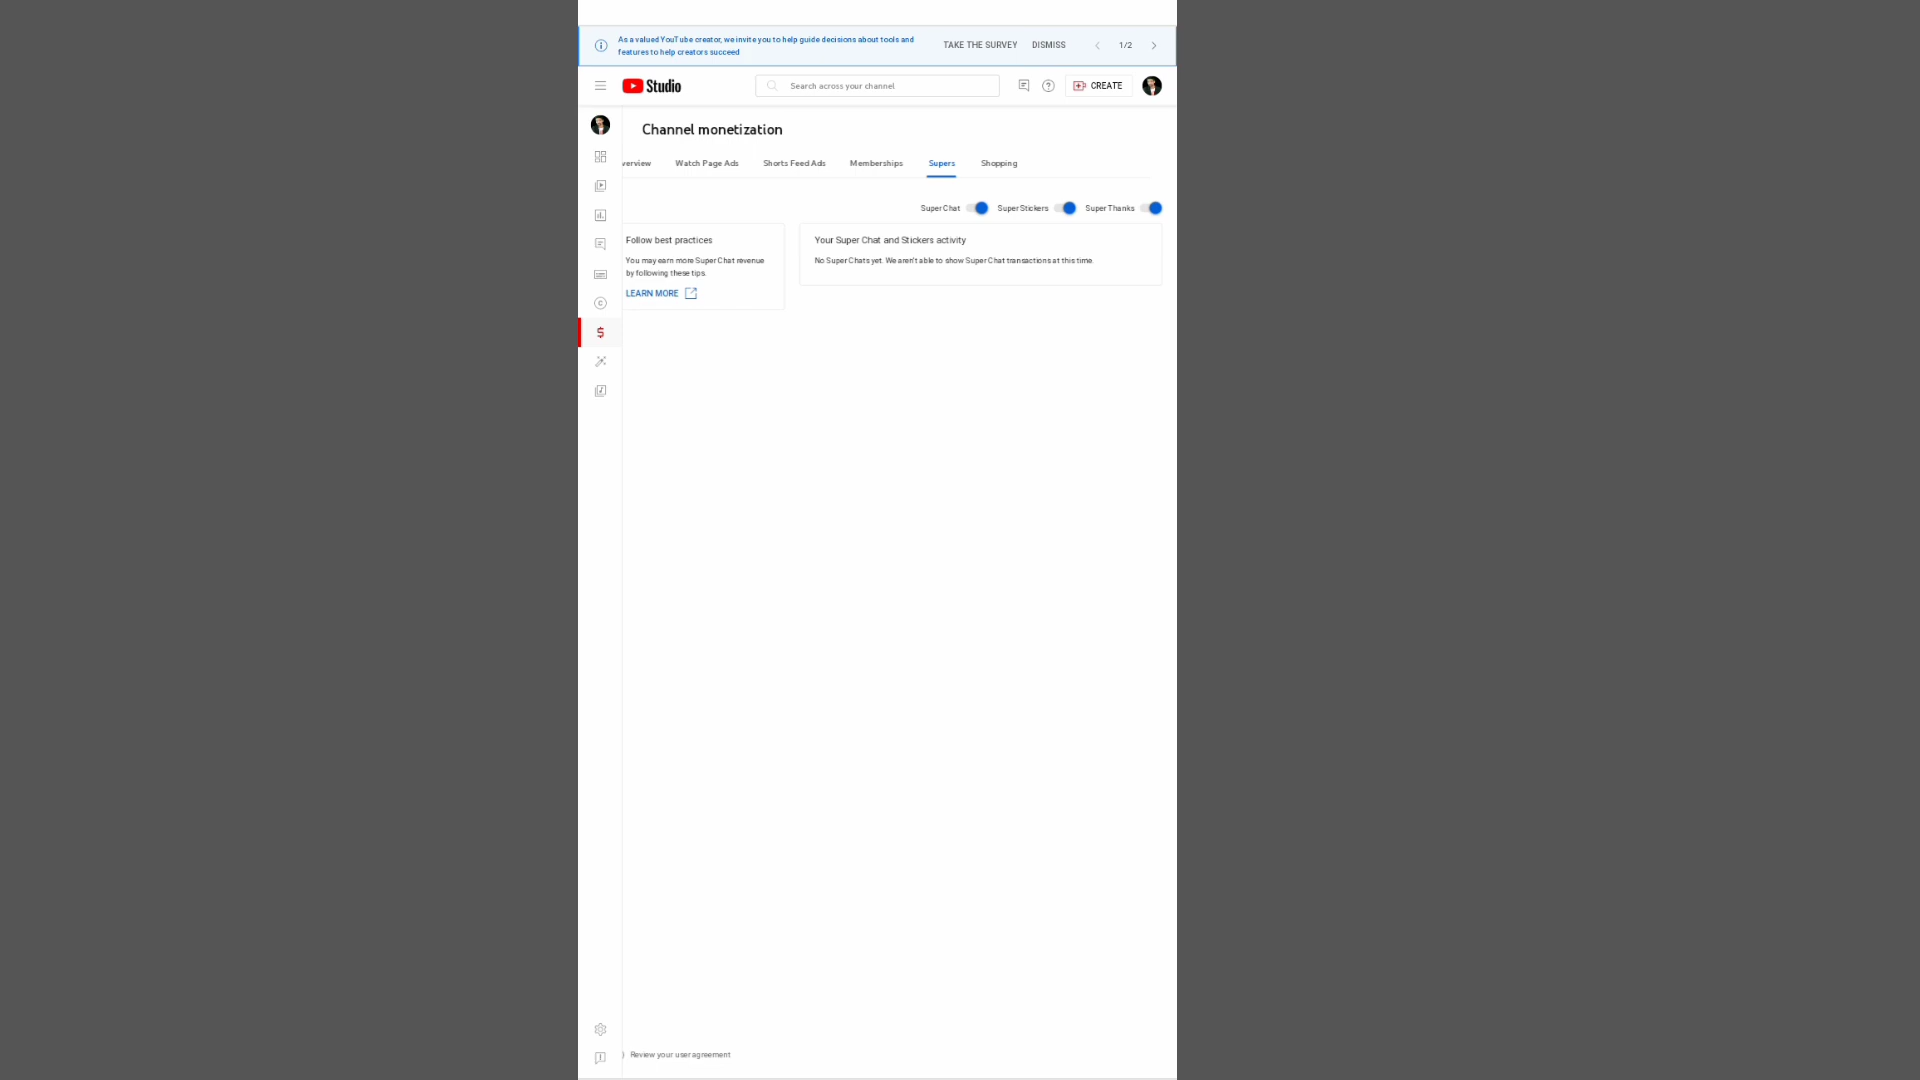 As a valued YouTube creator, we invite you to help guide decisions about tools and
features to help creators succeed
TAKE THE SURVEY
DISMISS
1/2
Studio
Search across your channel
CREATE
Channel monetization
verview
Watch Page Ads
Shorts Feed Ads
Memberships
Supers
Shopping
Super Chat
Super Stickers
Super Thanks
Follow best practices
You may earn more Super Chat revenue
by following these tips.
LEARN MORE
Your Super Chat and Stickers activity
No Super Chats yet. We aren't able to show Super Chat transactions at this time.
Review your user agreement